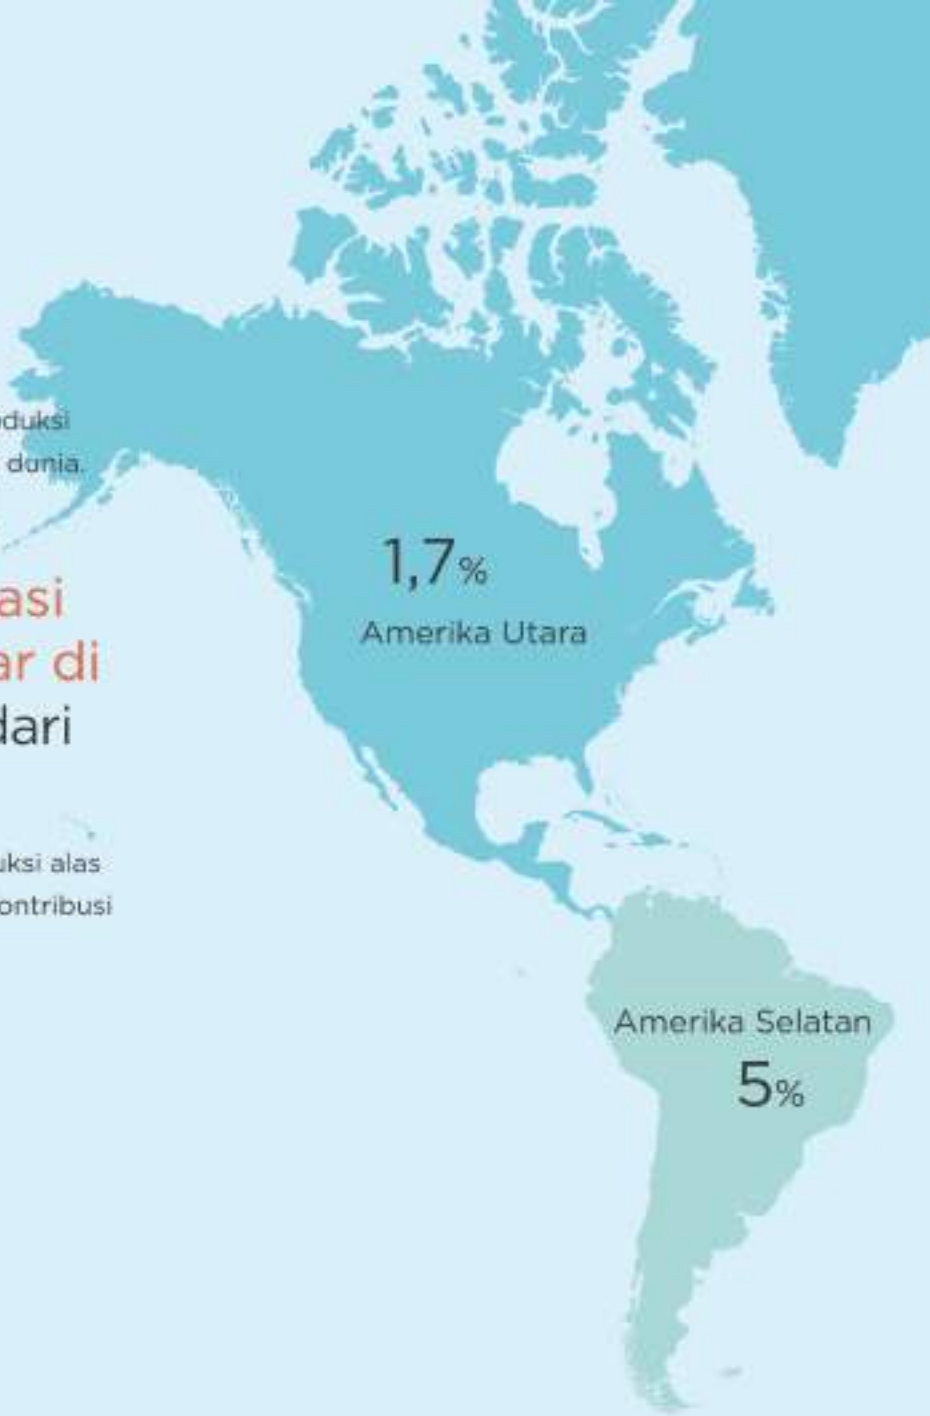 duksi
dunia.
asi
ar di
dari
uksi alas
ontribusi
1,7%
Amerika Utara
Amerika Selatan
5%